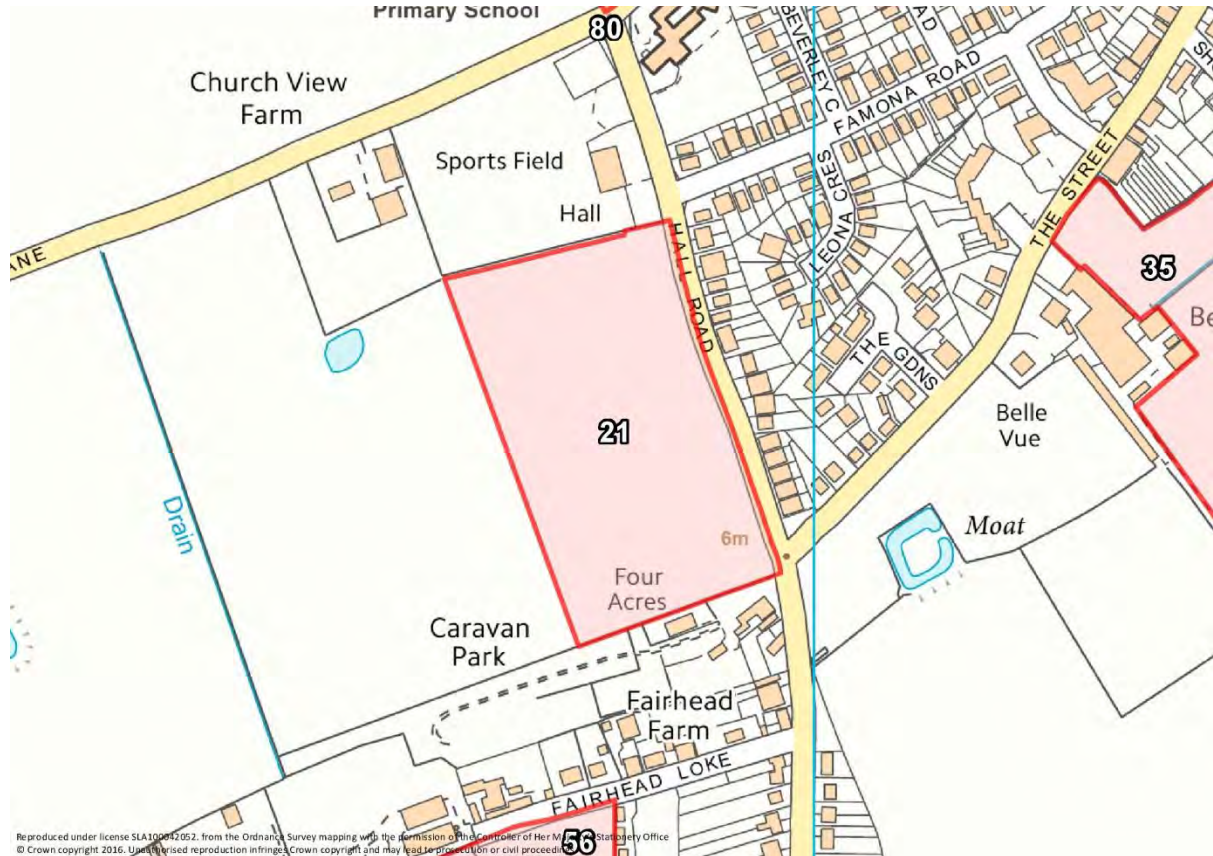 Primary School
80
Church View
Farm
BEVERLEY C
FAMONA ROAD
Sports Field
Hall
LEONA CRES
THE STREET
HALL ROAD
35
ANE
THE GDNS
21
Belle
Vue
Drain
Moat
6m
Four
Acres
Caravan
Park
Fairhead
Farm
FAIRHEAD LOKE
56
Reproduced under license SLA100042052. from the Ordnance Survey mapping with the permission of the Controller of Her Majesty's Stationery Office
© Crown copyright 2016. Unauthorised reproduction infringes Crown copyright and may lead to prosecution or civil proceedings